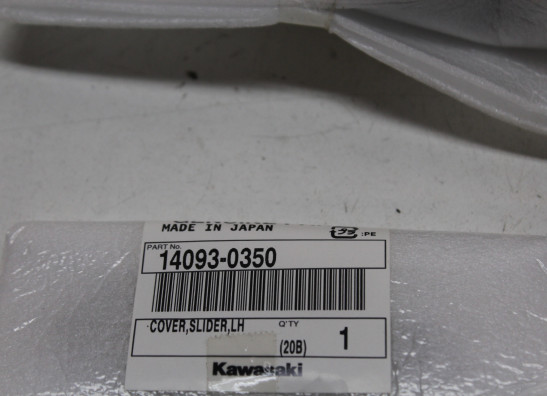 MADE IN JAPAN
:PE
PART No.
14093-0350
COVER,SLIDER,LH
Q'TY
(20B)
1
Kawasaki